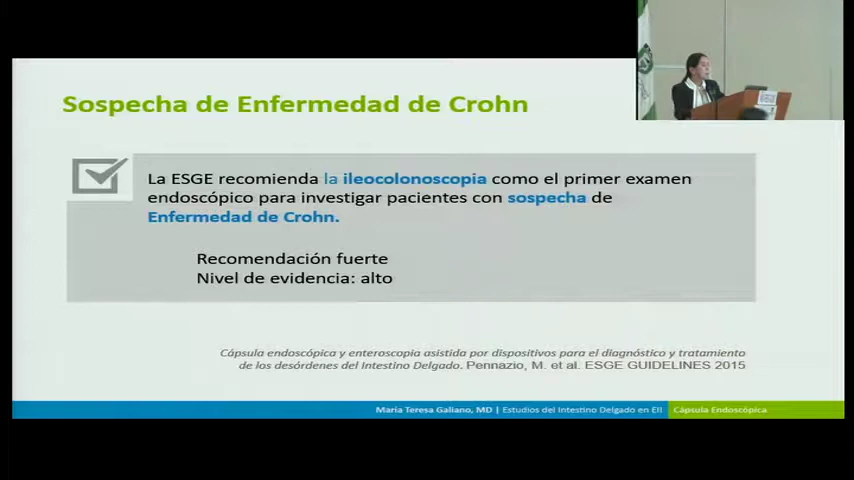 Sospecha de Enfermedad de Crohn
La ESGE recomienda la ileocolonoscopia como el primer examen
endoscópico para investigar pacientes con sospecha de
Enfermedad de Crohn.
Recomendación fuerte
Nivel de evidencia: alto
Cápsula endoscópica y enteroscopia asistida por dispositivos para el diagnóstico y tratamiento
de los desórdenes del Intestino Delgado. Pennazio, M. et al. ESGE GUIDELINES 2015
Maria Teresa Galiano, MD | Estudios del Intestino Delgado en EII Cápsula Endoscópica